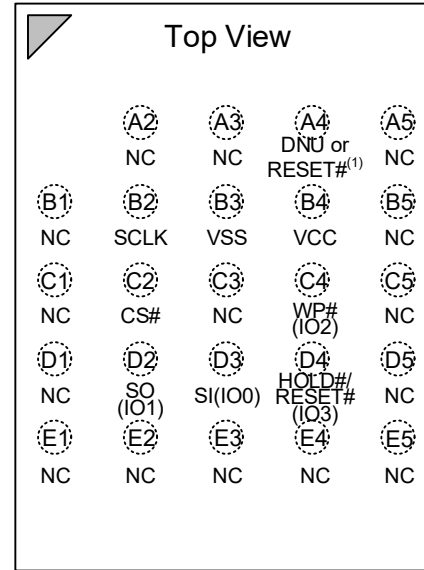 Top View
A2 A3 A4 A5
NC NC DNU or RESET#(1) NC
B1 B2 B3 B4 B5
NC SCLK VSS VCC NC
C1 C2 C3 C4 C5
NC CS# NC WP# (IO2) NC
D1 D2 D3 D4 D5
NC SO (IO1) SI(IO0) HOLD#/ RESET# (IO3) NC
E1 E2 E3 E4 E5
NC NC NC NC NC